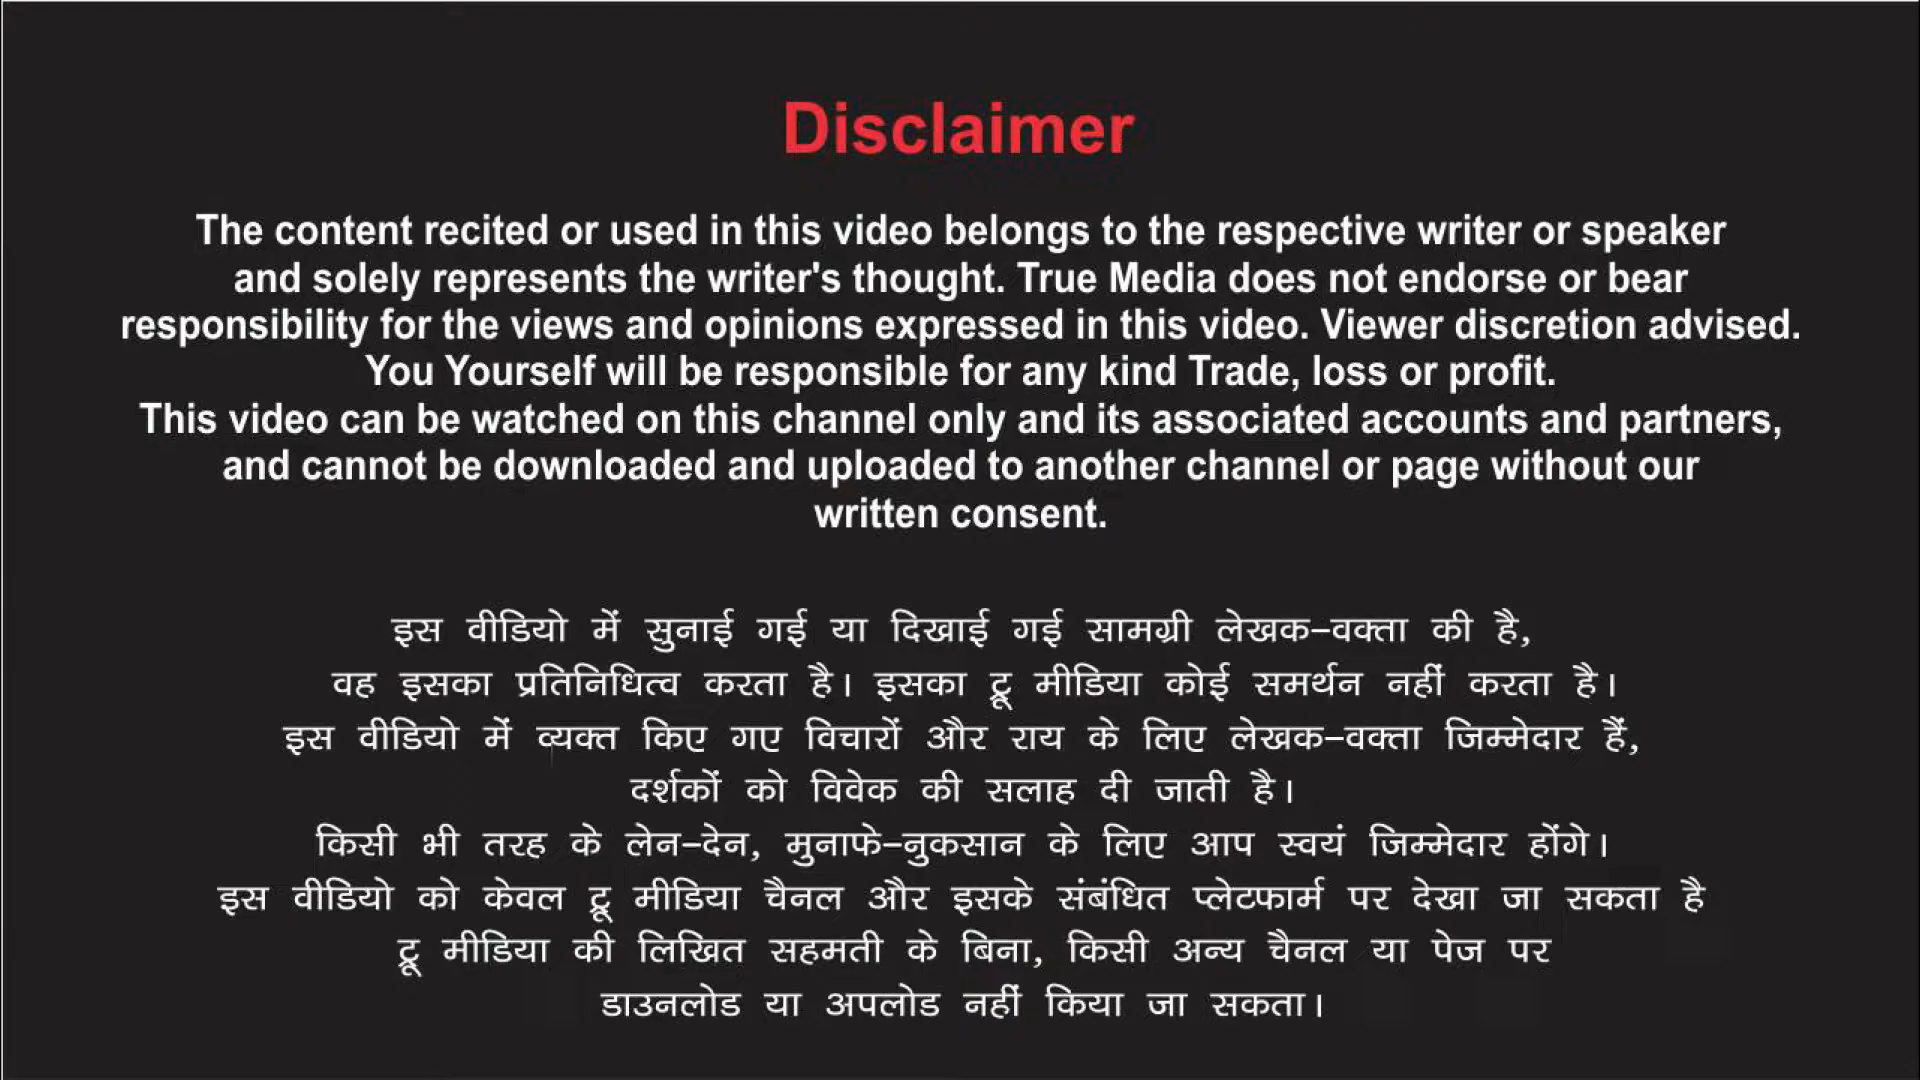 Disclaimer
The content recited or used in this video belongs to the respective writer or speaker
and solely represents the writer's thought. True Media does not endorse or bear
responsibility for the views and opinions expressed in this video. Viewer discretion advised.
You Yourself will be responsible for any kind Trade, loss or profit.
This video can be watched on this channel only and its associated accounts and partners,
and cannot be downloaded and uploaded to another channel or page without our
written consent.
इस वीडियो में सुनाई गई या दिखाई गई सामग्री लेखक–वक्ता की है,
वह इसका प्रतिनिधित्व करता है। इसका ट्रू मीडिया कोई समर्थन नहीं करता है।
इस वीडियो में व्यक्त किए गए विचारों और राय के लिए लेखक–वक्ता जिम्मेदार हैं,
दर्शकों को विवेक की सलाह दी जाती है।
किसी भी तरह के लेन–देन, मुनाफे–नुकसान के लिए आप स्वयं जिम्मेदार होंगे।
इस वीडियो को केवल ट्रू मीडिया चैनल और इसके संबंधित प्लेटफार्म पर देखा जा सकता है
ट्रू मीडिया की लिखित सहमती के बिना, किसी अन्य चैनल या पेज पर
डाउनलोड या अपलोड नहीं किया जा सकता।